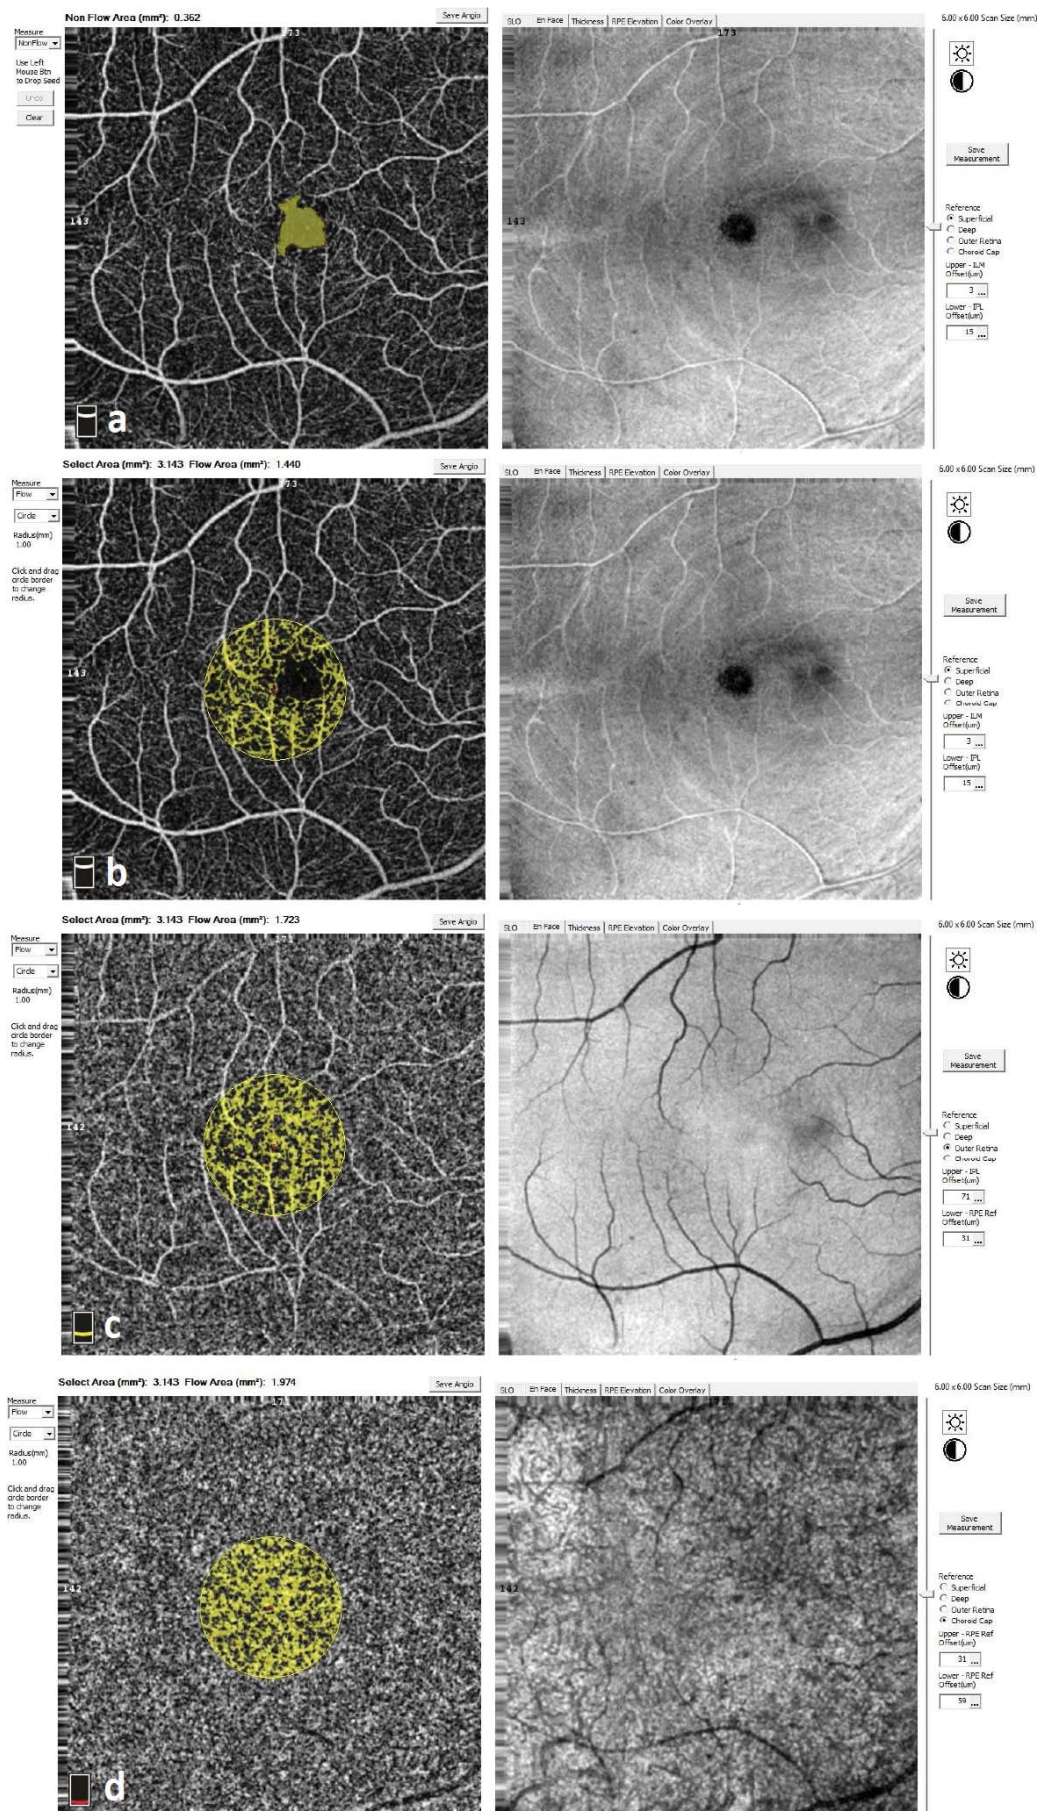 Non Flow Area (mm²): 0.362
Save Angio
Measure
NonFlow
Use Left
Mouse Btn
to Drop Seed
Undo
Clear
173
143
a
SLO En Face Thickness RPE Elevation Color Overlay
173
143
6.00 x 6.00 Scan Size (mm)
Save
Measurement
Reference
Superficial
Deep
Outer Retina
Choroid Cap
Upper - ILM
Offset(um)
3 ...
Lower - IPL
Offset(um)
15 ...
Select Area (mm²): 3.143 Flow Area (mm²): 1.440
Save Angio
Measure
Flow
Circle
Radius(mm)
1.00
Click and drag
circle border
to change
radius.
173
143
b
SLO En Face Thickness RPE Elevation Color Overlay
6.00 x 6.00 Scan Size (mm)
Save
Measurement
Reference
Superficial
Deep
Outer Retina
Choroid Cap
Upper - ILM
Offset(um)
3 ...
Lower - IPL
Offset(um)
15 ...
Select Area (mm²): 3.143 Flow Area (mm²): 1.723
Save Angio
Measure
Flow
Circle
Radius(mm)
1.00
Click and drag
circle border
to change
radius.
142
c
SLO En Face Thickness RPE Elevation Color Overlay
6.00 x 6.00 Scan Size (mm)
Save
Measurement
Reference
Superficial
Deep
Outer Retina
Choroid Cap
Upper - IPL
Offset(um)
71 ...
Lower - RPE Ref
Offset(um)
31 ...
Select Area (mm²): 3.143 Flow Area (mm²): 1.974
Save Angio
Measure
Flow
Circle
Radius(mm)
1.00
Click and drag
circle border
to change
radius.
142
d
SLO En Face Thickness RPE Elevation Color Overlay
142
6.00 x 6.00 Scan Size (mm)
Save
Measurement
Reference
Superficial
Deep
Outer Retina
Choroid Cap
Upper - RPE Ref
Offset(um)
31 ...
Lower - RPE Ref
Offset(um)
59 ...